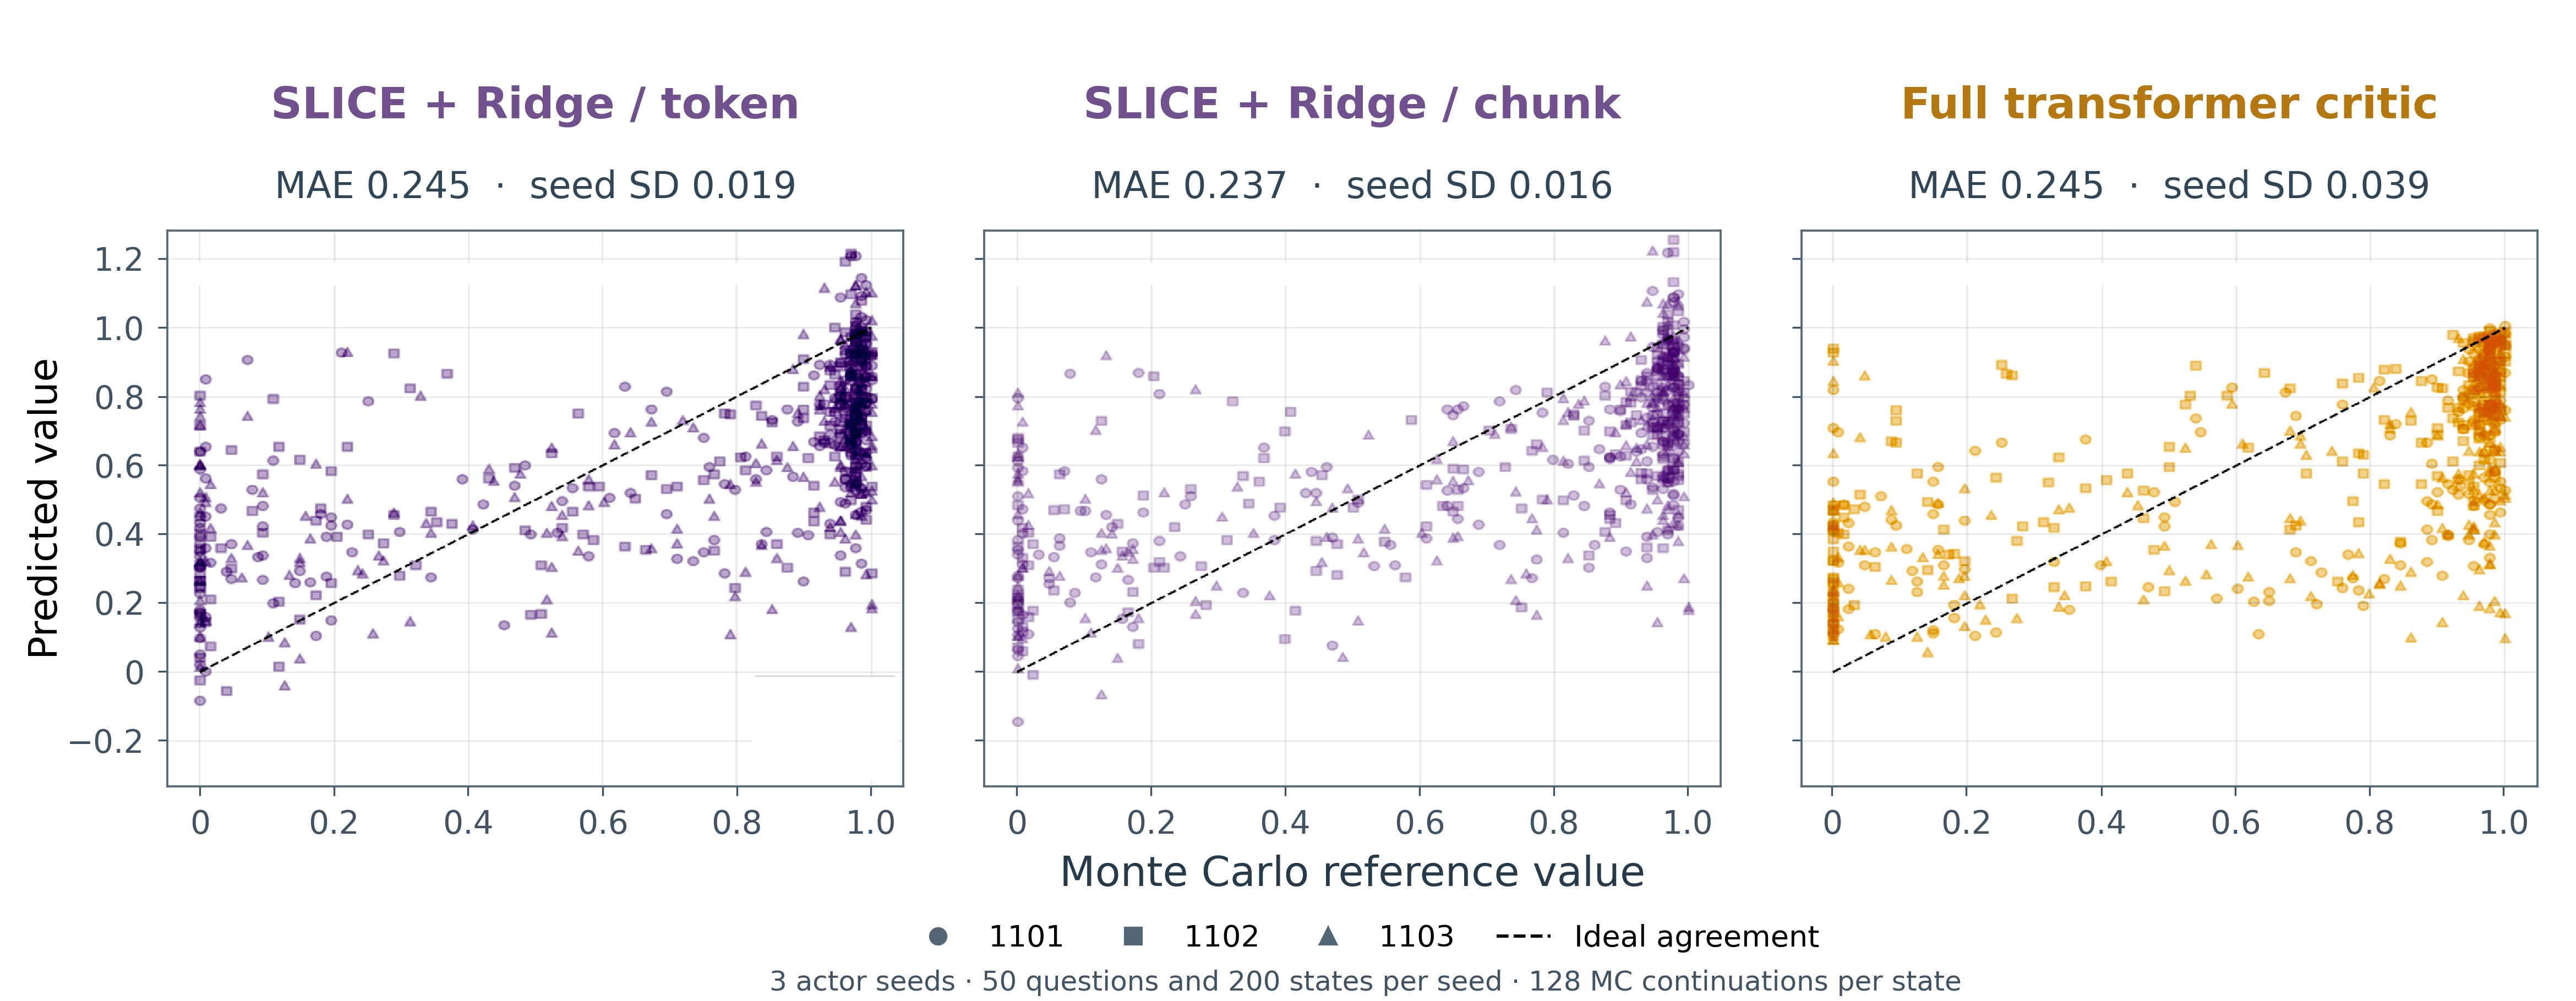 SLICE + Ridge / token
MAE 0.245 · seed SD 0.019
SLICE + Ridge / chunk
MAE 0.237 · seed SD 0.016
Full transformer critic
MAE 0.245 · seed SD 0.039
Predicted value
1.2
1.0
0.8
0.6
0.4
0.2
0
−0.2
0 0.2 0.4 0.6 0.8 1.0
0 0.2 0.4 0.6 0.8 1.0
0 0.2 0.4 0.6 0.8 1.0
Monte Carlo reference value
1101 1102 1103 Ideal agreement
3 actor seeds · 50 questions and 200 states per seed · 128 MC continuations per state